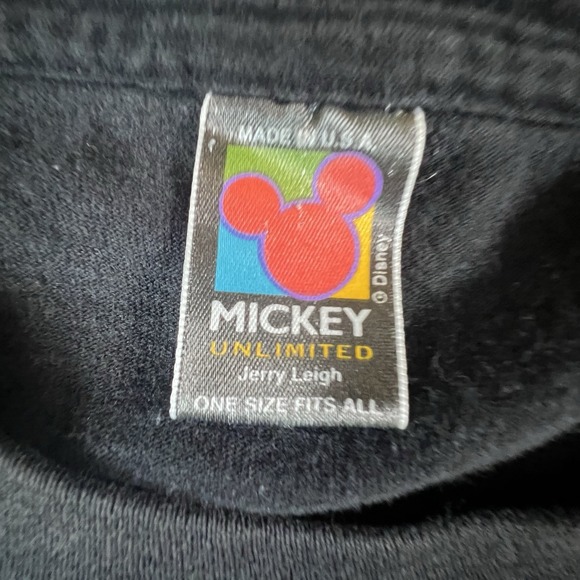 MADE IN U.S.A.
© Disney
MICKEY
UNLIMITED
Jerry Leigh
ONE SIZE FITS ALL